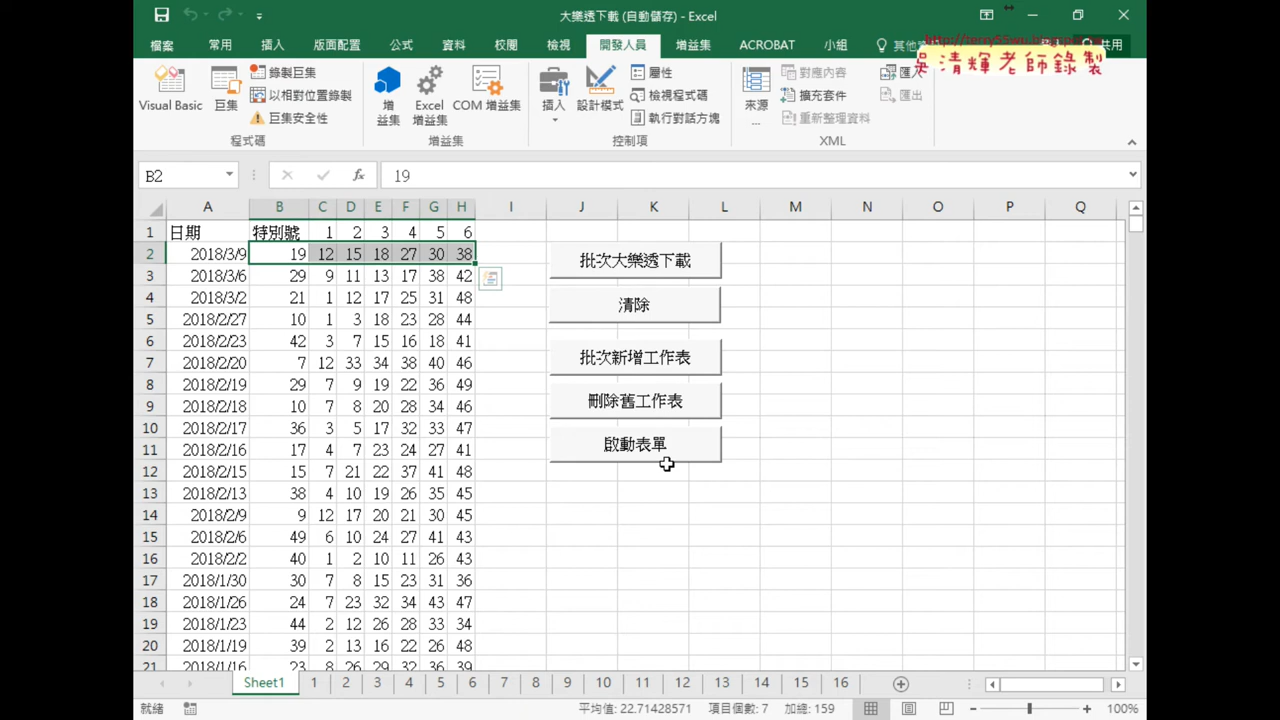 大樂透下載 (自動儲存) - Excel
檔案 常用 插入 版面配置 公式 資料 校閱 檢視 開發人員 增益集 ACROBAT 小組 其他 共用
吳清輝老師錄製
Visual Basic
巨集
錄製巨集
以相對位置錄製
巨集安全性
增益集
Excel 增益集
COM 增益集
插入
設計模式
屬性
檢視程式碼
執行對話方塊
來源
...
對應內容
擴充套件
重新整理資料
匯出
程式碼 增益集 控制項 XML
B2 fx 19
A B C D E F G H I J K L M N O P Q
1 日期 特別號 1 2 3 4 5 6
2 2018/3/9 19 12 15 18 27 30 38
3 2018/3/6 29 9 11 13 17 38 42
4 2018/3/2 21 1 12 17 25 31 48
5 2018/2/27 10 1 3 18 23 28 44
6 2018/2/23 42 3 7 15 16 18 41
7 2018/2/20 7 12 33 34 38 40 46
8 2018/2/19 29 7 9 19 22 36 49
9 2018/2/18 10 7 8 20 28 34 46
10 2018/2/17 36 3 5 17 32 33 47
11 2018/2/16 17 4 7 23 24 27 41
12 2018/2/15 15 7 21 22 37 41 48
13 2018/2/13 38 4 10 19 26 35 45
14 2018/2/9 9 12 17 20 21 30 45
15 2018/2/6 49 6 10 24 27 41 43
16 2018/2/2 40 1 2 10 11 26 43
17 2018/1/30 30 7 8 15 23 31 36
18 2018/1/26 24 7 23 32 34 43 47
19 2018/1/23 44 2 12 26 28 33 34
20 2018/1/19 39 2 13 16 22 26 48
21 2018/1/16 23 8 26 29 32 36 39
批次大樂透下載
清除
批次新增工作表
刪除舊工作表
啟動表單
Sheet1 1 2 3 4 5 6 7 8 9 10 11 12 13 14 15 16
就緒 平均值: 22.71428571 項目個數: 7 加總: 159 100%